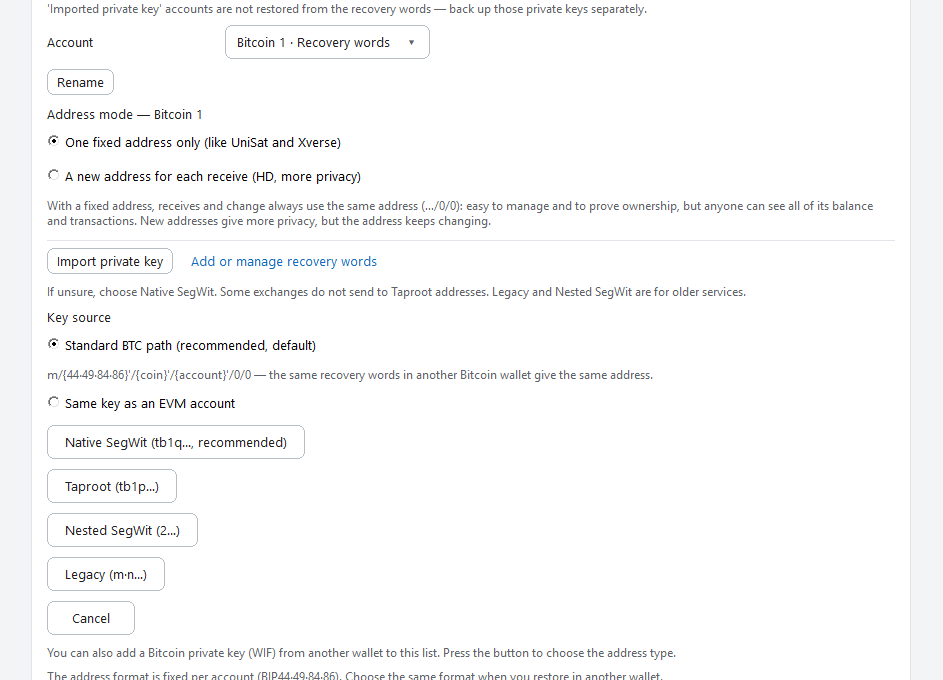 'Imported private key' accounts are not restored from the recovery words — back up those private keys separately.
Account
Bitcoin 1 · Recovery words
Rename
Address mode — Bitcoin 1
One fixed address only (like UniSat and Xverse)
A new address for each receive (HD, more privacy)
With a fixed address, receives and change always use the same address (.../0/0): easy to manage and to prove ownership, but anyone can see all of its balance
and transactions. New addresses give more privacy, but the address keeps changing.
Import private key
Add or manage recovery words
If unsure, choose Native SegWit. Some exchanges do not send to Taproot addresses. Legacy and Nested SegWit are for older services.
Key source
Standard BTC path (recommended, default)
m/{44·49·84·86}'/{coin}'/{account}'/0/0 — the same recovery words in another Bitcoin wallet give the same address.
Same key as an EVM account
Native SegWit (tb1q..., recommended)
Taproot (tb1p...)
Nested SegWit (2...)
Legacy (m·n...)
Cancel
You can also add a Bitcoin private key (WIF) from another wallet to this list. Press the button to choose the address type.
The address format is fixed per account (BIP44·49·84·86). Choose the same format when you restore in another wallet.